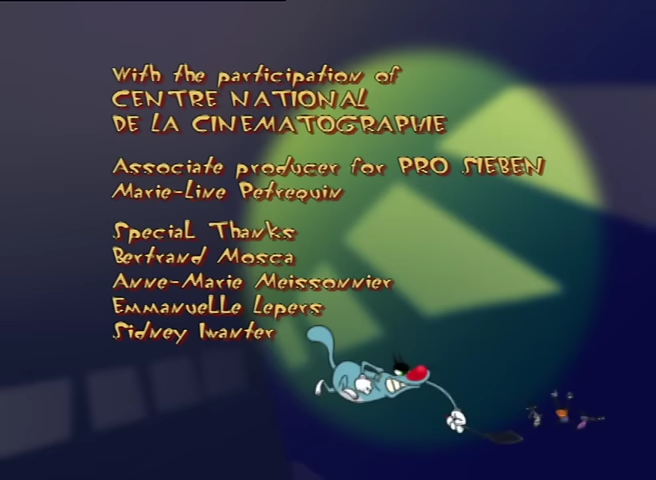 With the participation of
CENTRE NATIONAL
DE LA CINEMATOGRAPHIE
Associate producer for PRO SIEBEN
Marie-Line Petrequin
Special Thanks
Bertrand Mosca
Anne-Marie Meissonnier
Emmanuelle Lepers
Sidney Iwanter